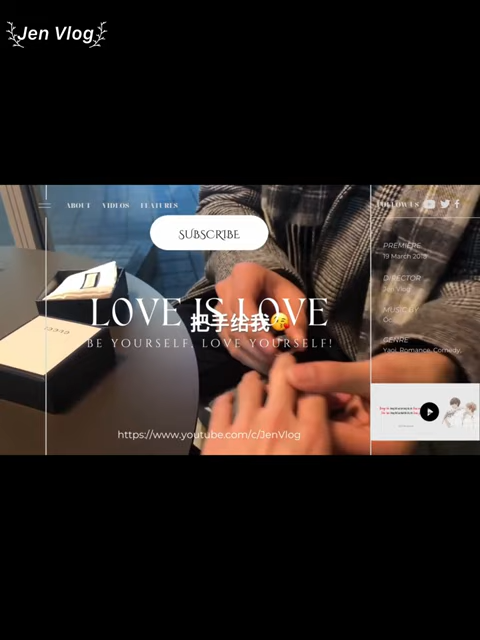 Jen Vlog
ABOUT VIDEOS FEATURES
FOLLOW US
SUBSCRIBE
PREMIERE
19 March 2018
DIRECTOR
LOVE IS LOVE
把手给我😘
BE YOURSELF, LOVE YOURSELF!
MUSIC BY
GENRE
Yaoi, Romance, Comedy,
GUCCI
https://www.youtube.com/c/JenVlog